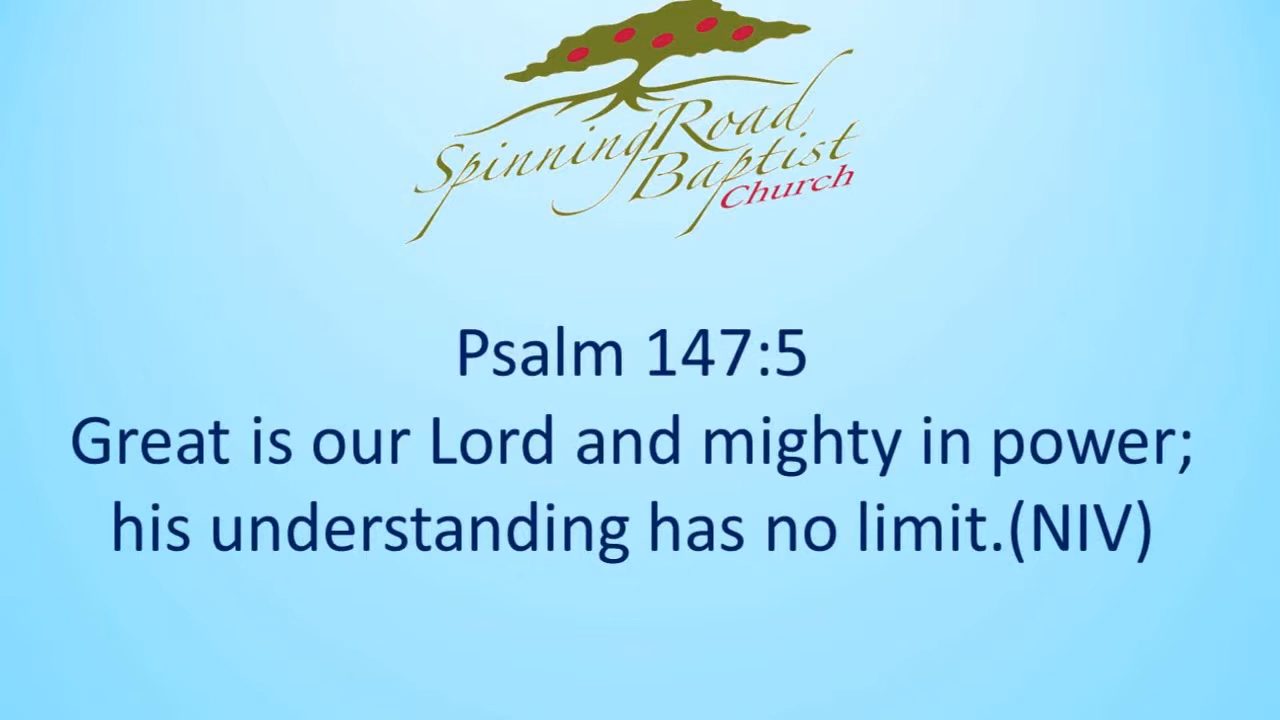 Spinning Road
Baptist
Church
Psalm 147:5
Great is our Lord and mighty in power;
his understanding has no limit.(NIV)